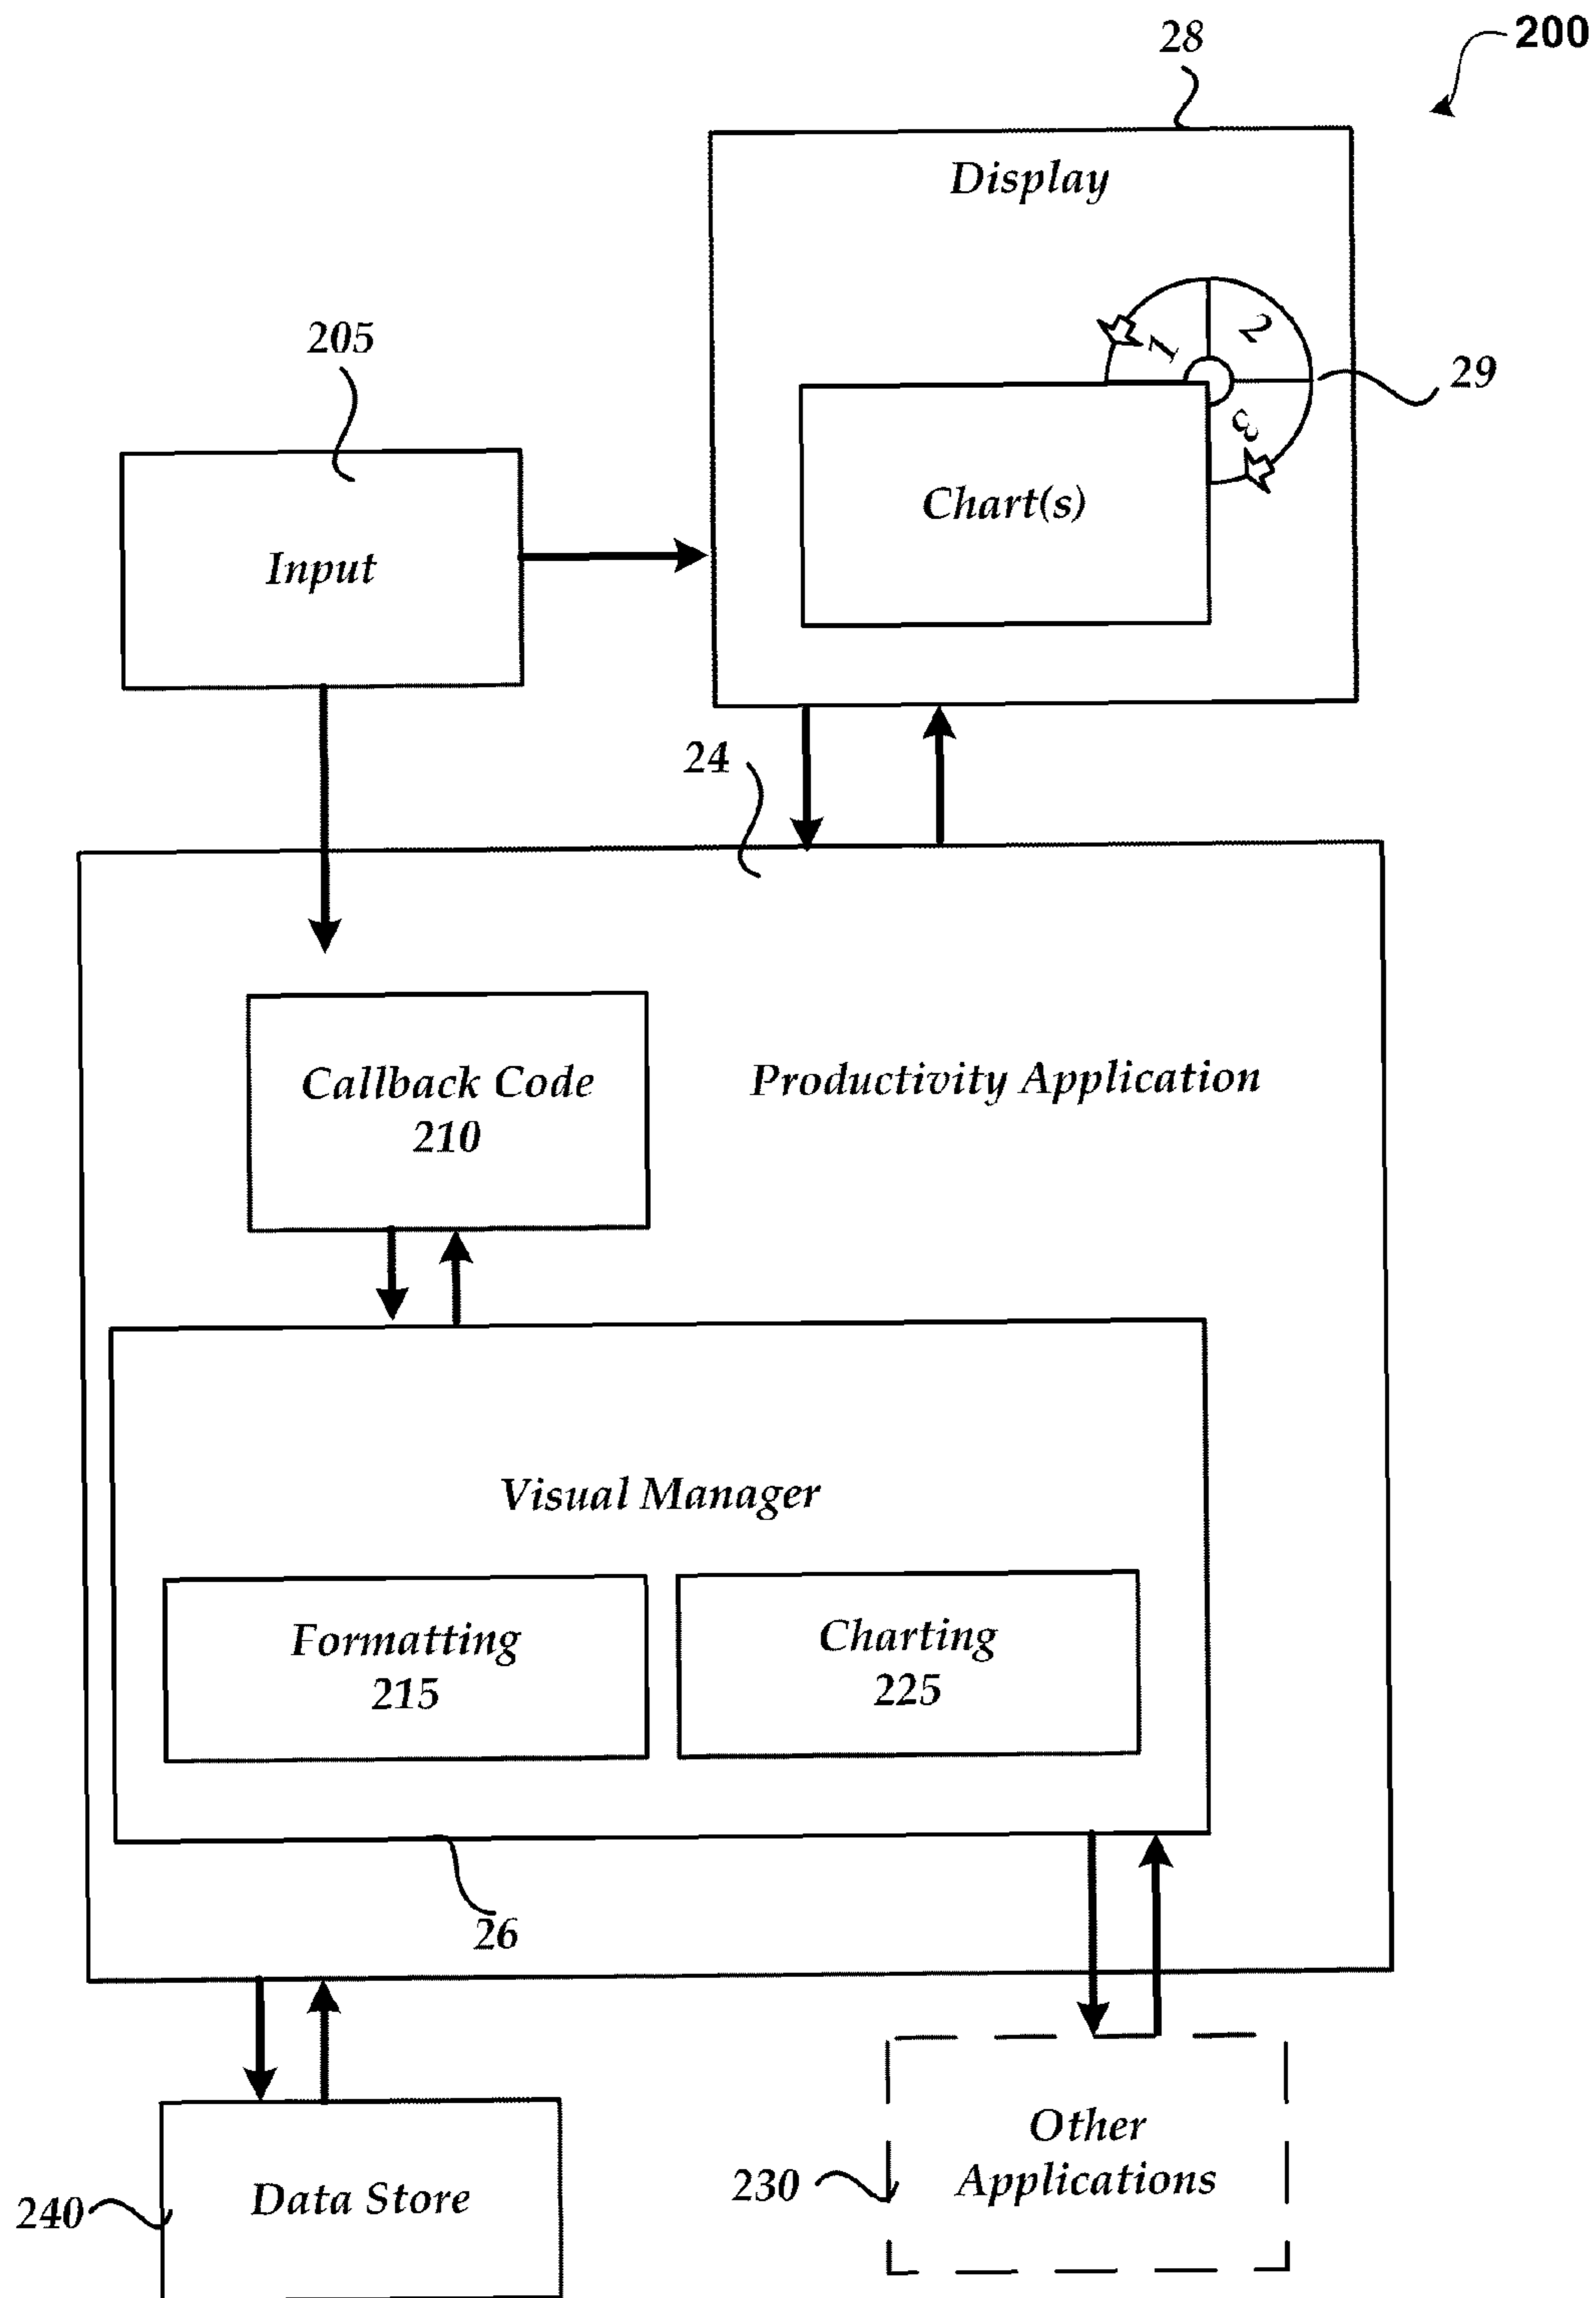 200
28
Display
205
1
2
3
29
Chart(s)
Input
24
Callback Code
210
Productivity Application
Visual Manager
Formatting
215
Charting
225
26
Other
Applications
230
Data Store
240